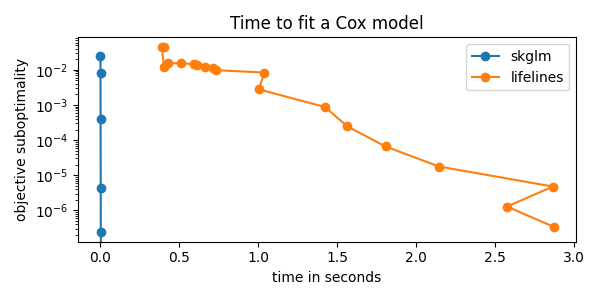 Time to fit a Cox model
objective suboptimality
10⁻²
10⁻³
10⁻⁴
10⁻⁵
10⁻⁶
skglm
lifelines
0.0 0.5 1.0 1.5 2.0 2.5 3.0
time in seconds